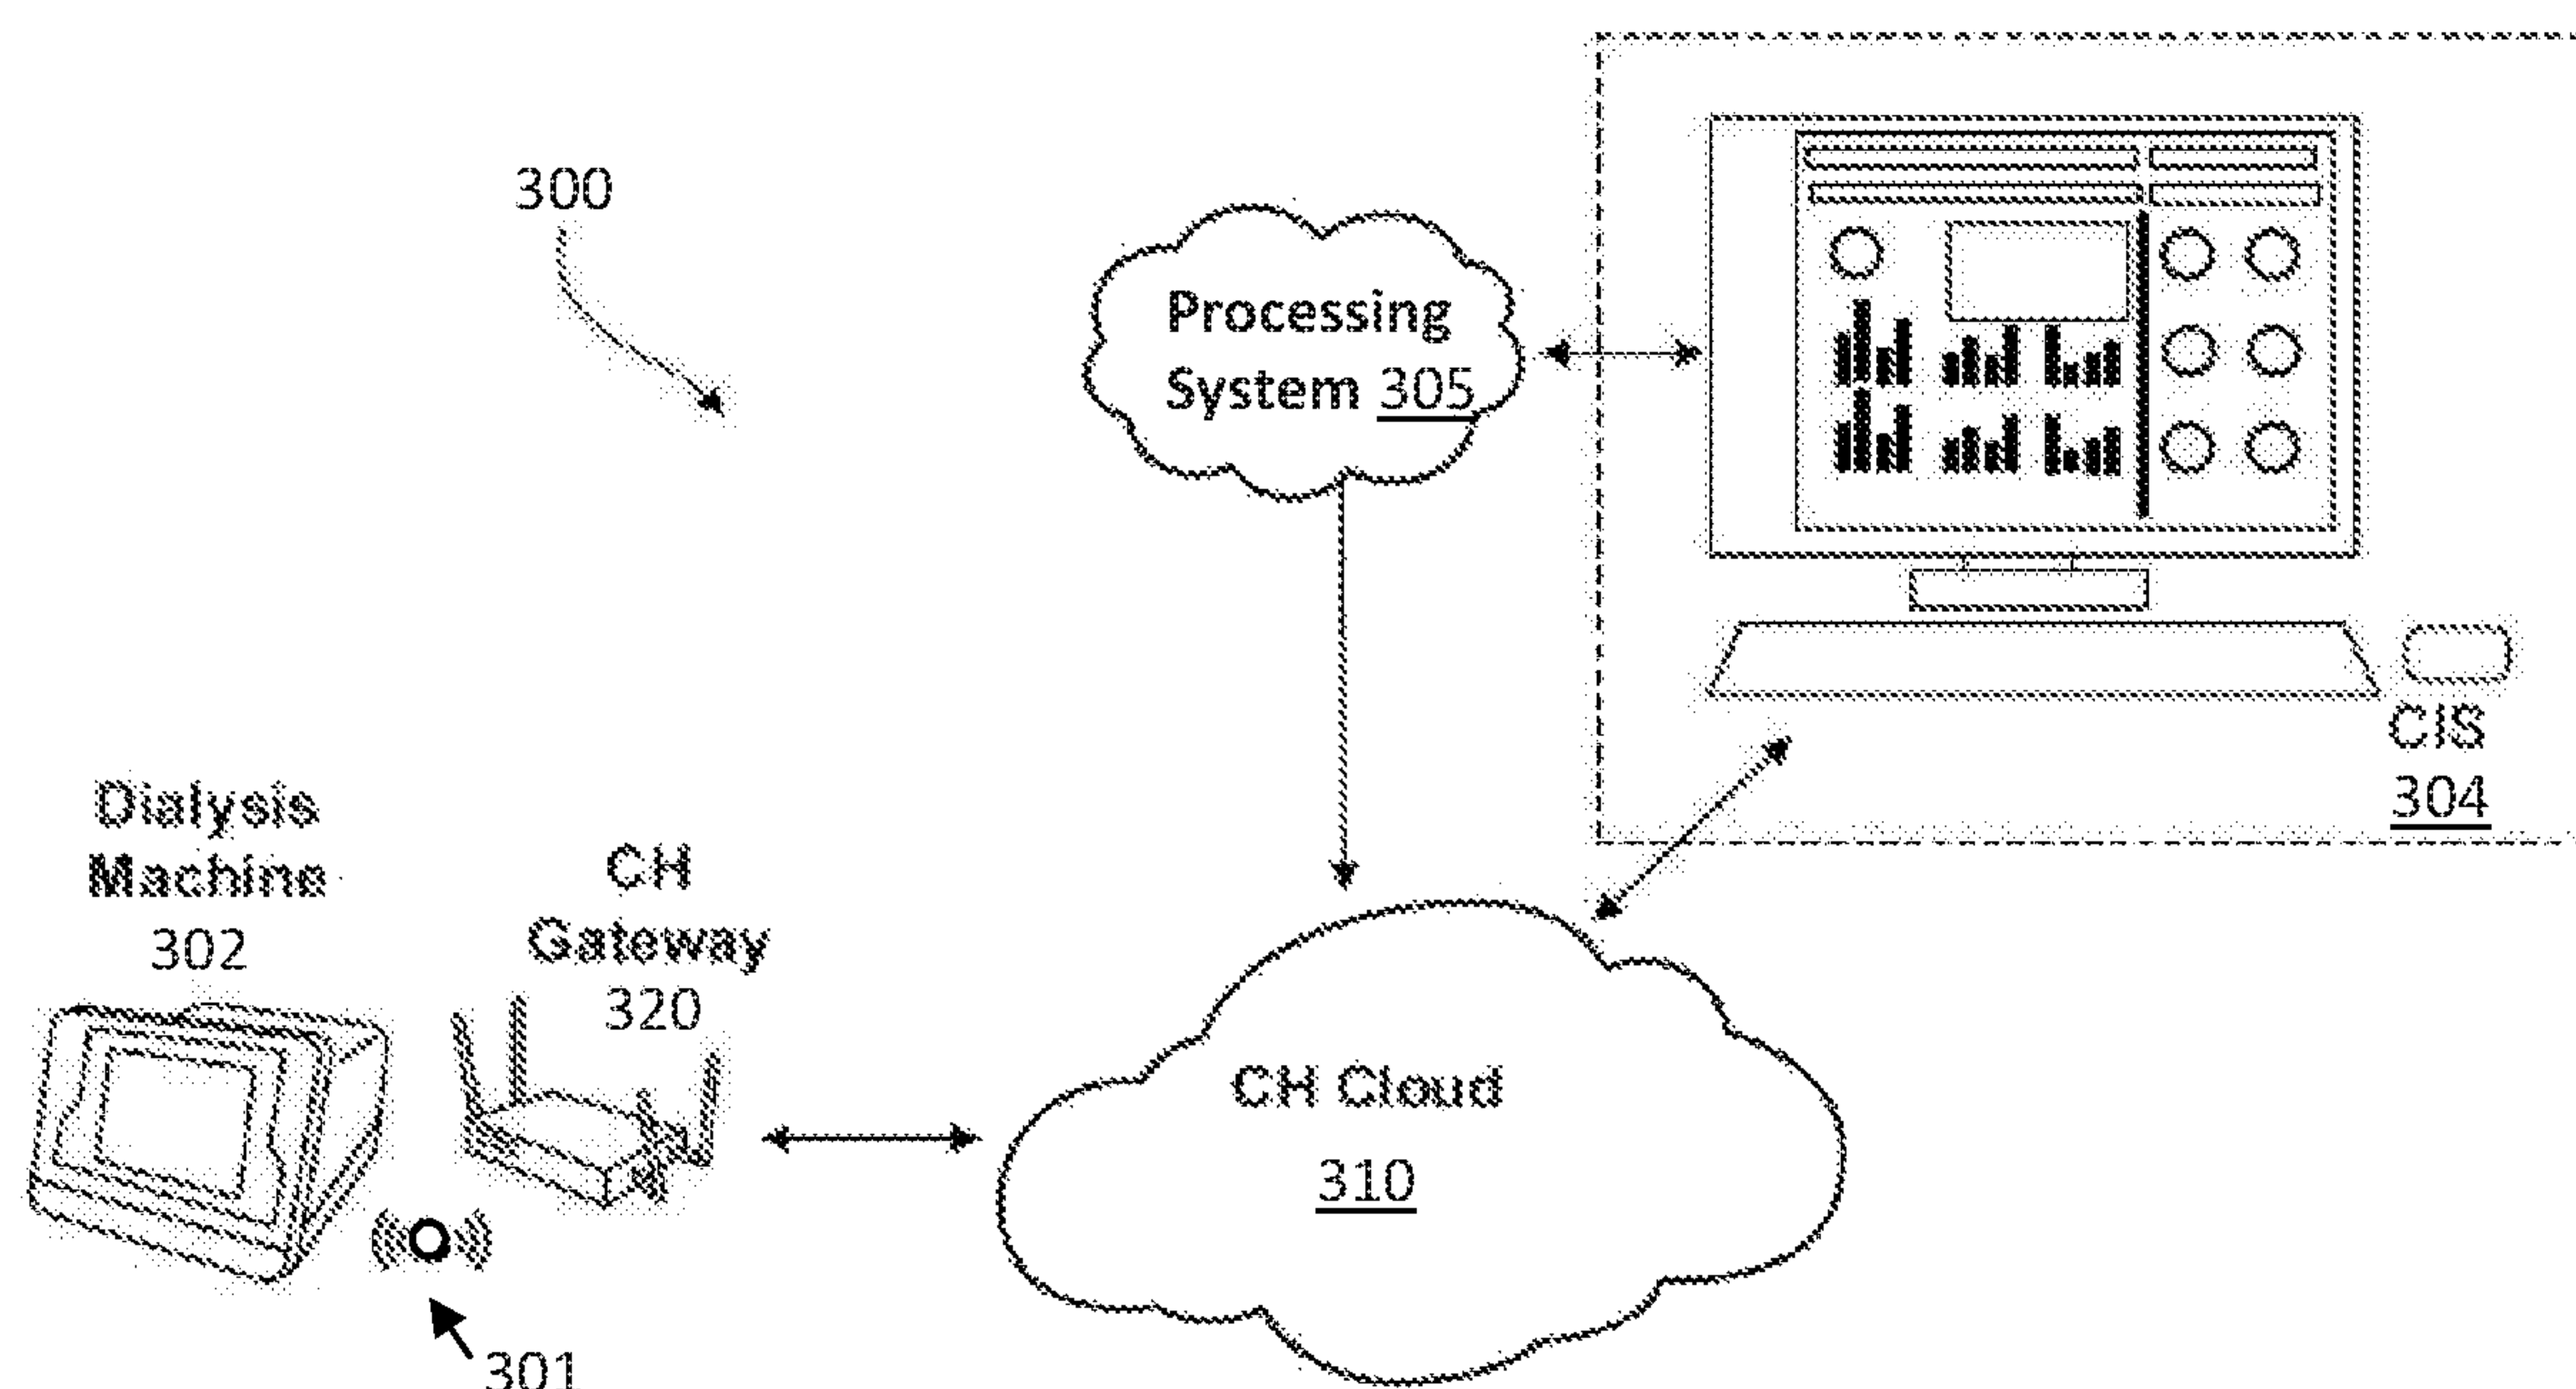 300
Processing
System 305
CIS
304
Dialysis
Machine
302
CH
Gateway
320
CH Cloud
310
301